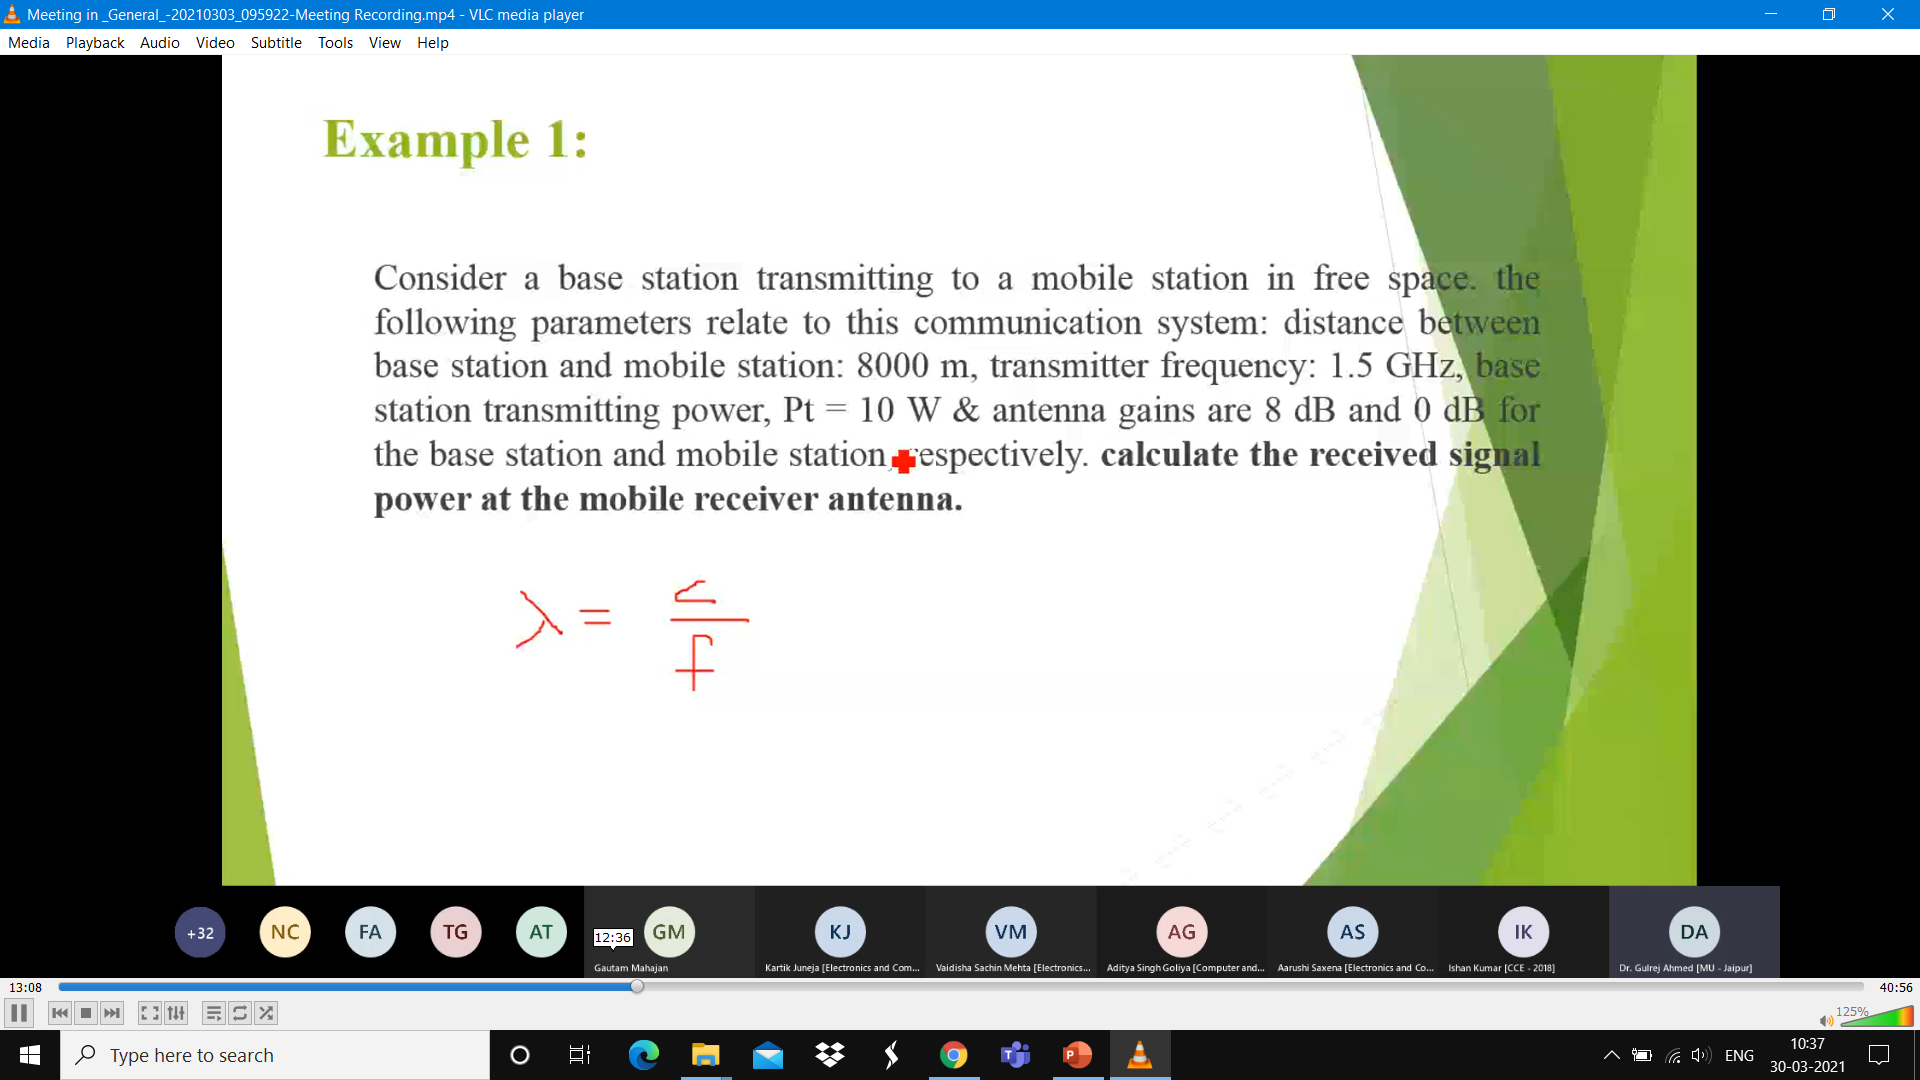 Meeting in _General_-20210303_095922-Meeting Recording.mp4 - VLC media player
Media Playback Audio Video Subtitle Tools View Help
Example 1:
Consider a base station transmitting to a mobile station in free space. the
following parameters relate to this communication system: distance between
base station and mobile station: 8000 m, transmitter frequency: 1.5 GHz, base
station transmitting power, Pt = 10 W & antenna gains are 8 dB and 0 dB for
the base station and mobile station, respectively. calculate the received signal
power at the mobile receiver antenna.
λ = c
f
+32 NC FA TG AT GM KJ VM AG AS IK DA
12:36
Gautam Mahajan Kartik Juneja [Electronics and Com... Vaidisha Sachin Mehta [Electronics... Aditya Singh Goliya [Computer and... Aarushi Saxena [Electronics and Co... Ishan Kumar [CCE - 2018] Dr. Gulrej Ahmed [MU - Jaipur]
13:08 40:56
125%
Type here to search
ENG
10:37
30-03-2021